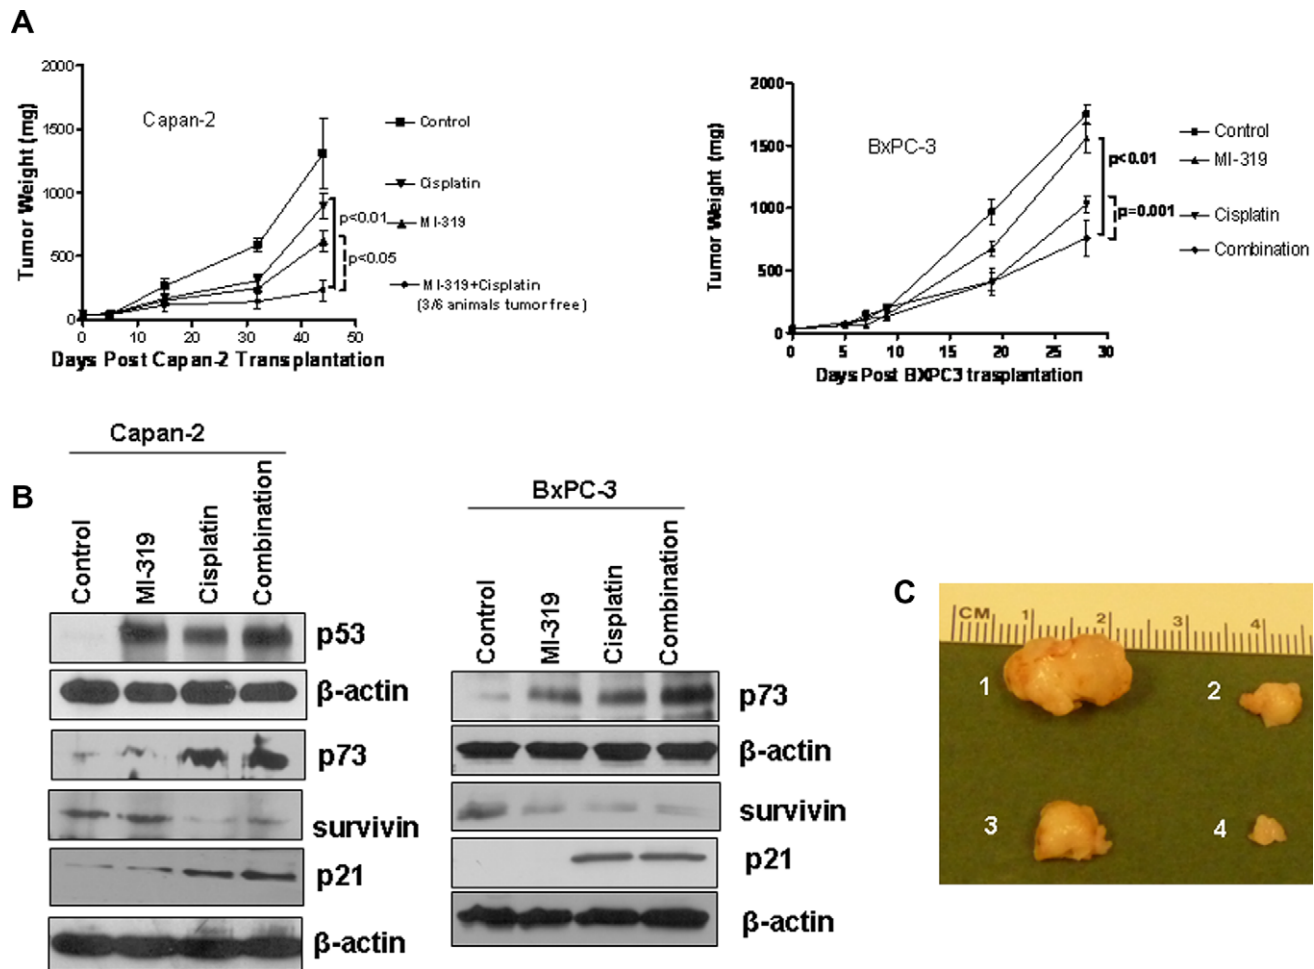 A
Capan-2
Tumor Weight (mg)
2000
1500
1000
500
0
0 10 20 30 40 50
Days Post Capan-2 Transplantation
Control
Cisplatin
MI-319
MI-319+Cisplatin
(3/6 animals tumor free)
p<0.01
p<0.05
BxPC-3
Tumor Weight (mg)
2000
1500
1000
500
0
0 5 10 15 20 25 30
Days Post BXPC3 trasplantation
Control
MI-319
Cisplatin
Combination
p<0.01
p=0.001
B
Capan-2
Control
MI-319
Cisplatin
Combination
p53
β-actin
p73
survivin
p21
β-actin
BxPC-3
Control
MI-319
Cisplatin
Combination
p73
β-actin
survivin
p21
β-actin
C
CM 1 2 3 4
1
2
3
4